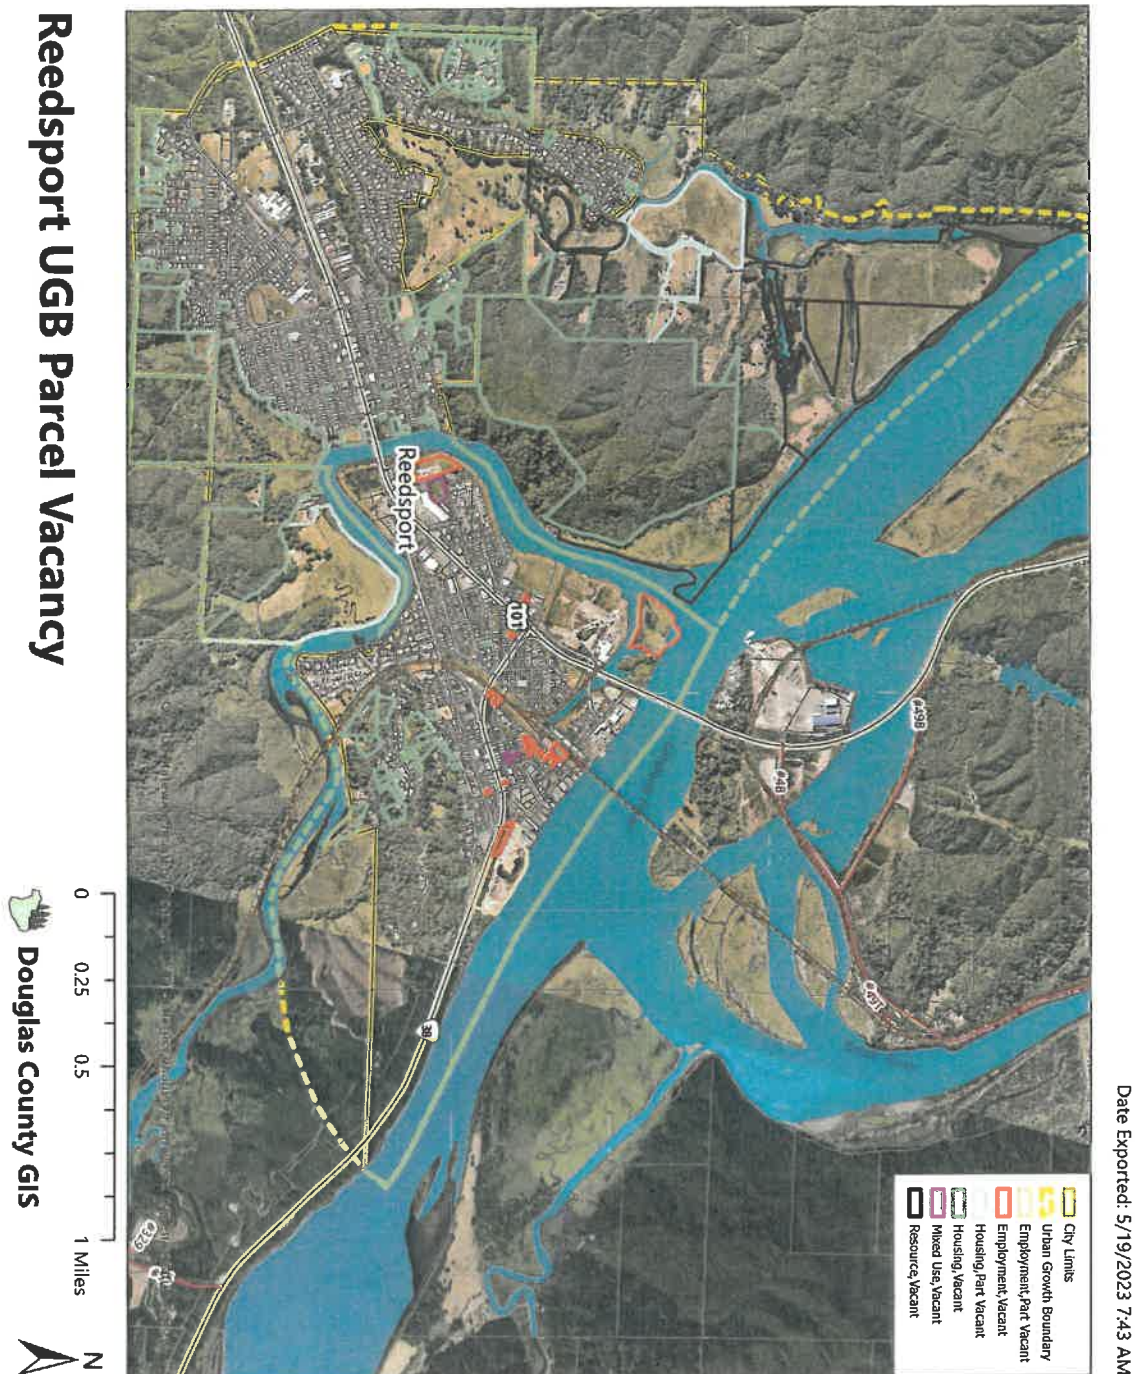 Date Exported: 5/19/2023 7:43 AM
City Limits
Urban Growth Boundary
Employment,Part Vacant
Employment,Vacant
Housing,Part Vacant
Housing,Vacant
Mixed Use,Vacant
Resource,Vacant
Reedsport
101
38
Reedsport UGB Parcel Vacancy
0 0.25 0.5 1 Miles
Douglas County GIS
N